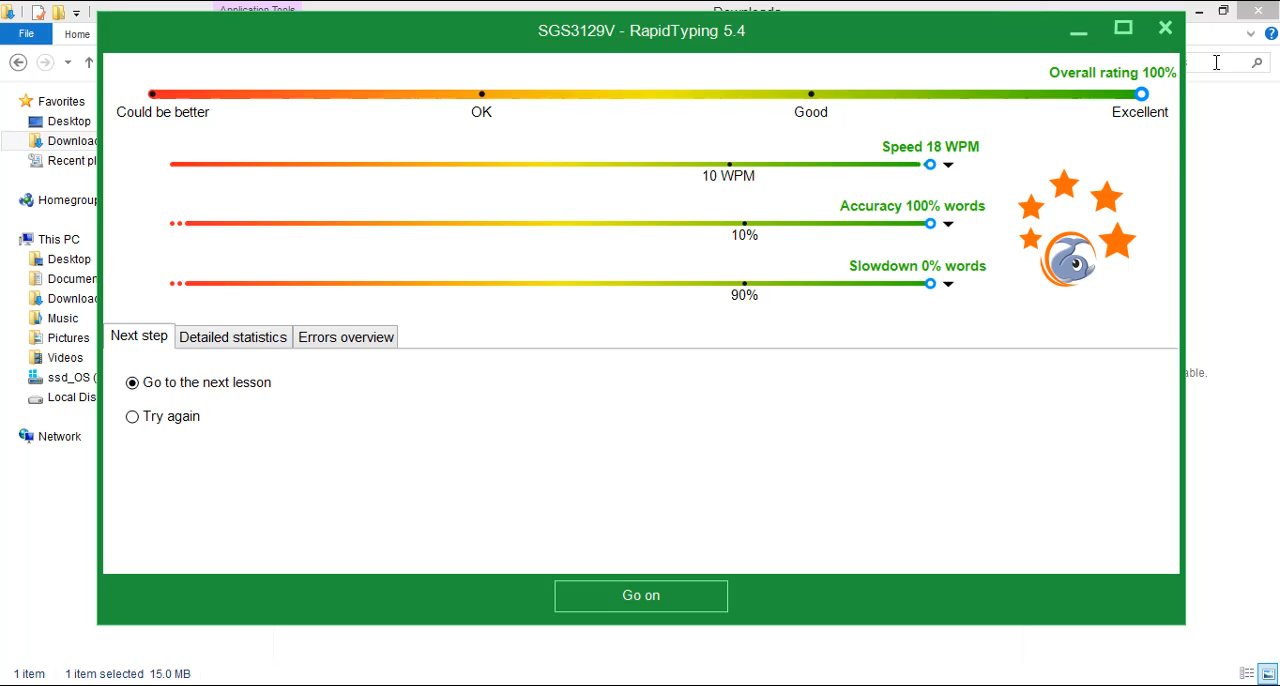 Application Tools
SGS3129V - RapidTyping 5.4
File
Home
Favorites
Desktop
Recent
Homegroup
This PC
Desktop
Music
Pictures
Videos
ssd_OS (
Local
Network
Overall rating 100%
Could be better
OK
Good
Excellent
Speed 18 WPM
10 WPM
Accuracy 100% words
10%
Slowdown 0% words
90%
Next step
Detailed statistics
Errors overview
Go to the next lesson
Try again
Go on
1 item
1 item selected 15.0 MB